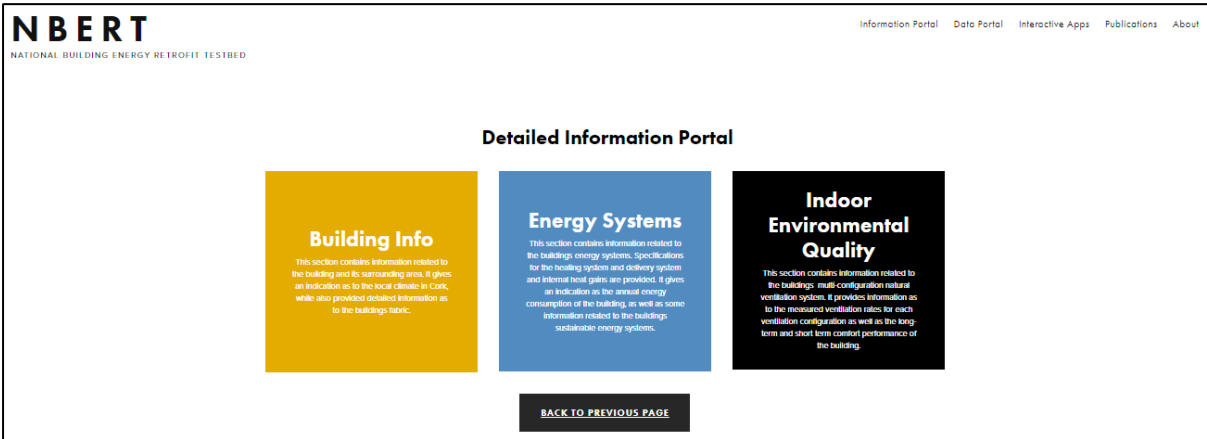 NBERT
NATIONAL BUILDING ENERGY RETROFIT TESTBED
Information Portal Data Portal Interactive Apps Publications About
Detailed Information Portal
Building Info
This section contains information related to
the building and its surrounding area. It gives
an indication as to the local climate in Cork,
while also provided detailed information as
to the buildings fabric.
Energy Systems
This section contains information related to
the buildings energy systems. Specifications
for the heating system and delivery system
and internal heat gains are provided. It gives
an indication as the annual energy
consumption of the building, as well as some
information related to the buildings
sustainable energy systems.
Indoor
Environmental
Quality
This section contains information related to
the buildings multi-configuration natural
ventilation system. It provides information as
to the measured ventilation rates for each
ventilation configuration as well as the long-
term and short term comfort performance of
the building.
BACK TO PREVIOUS PAGE